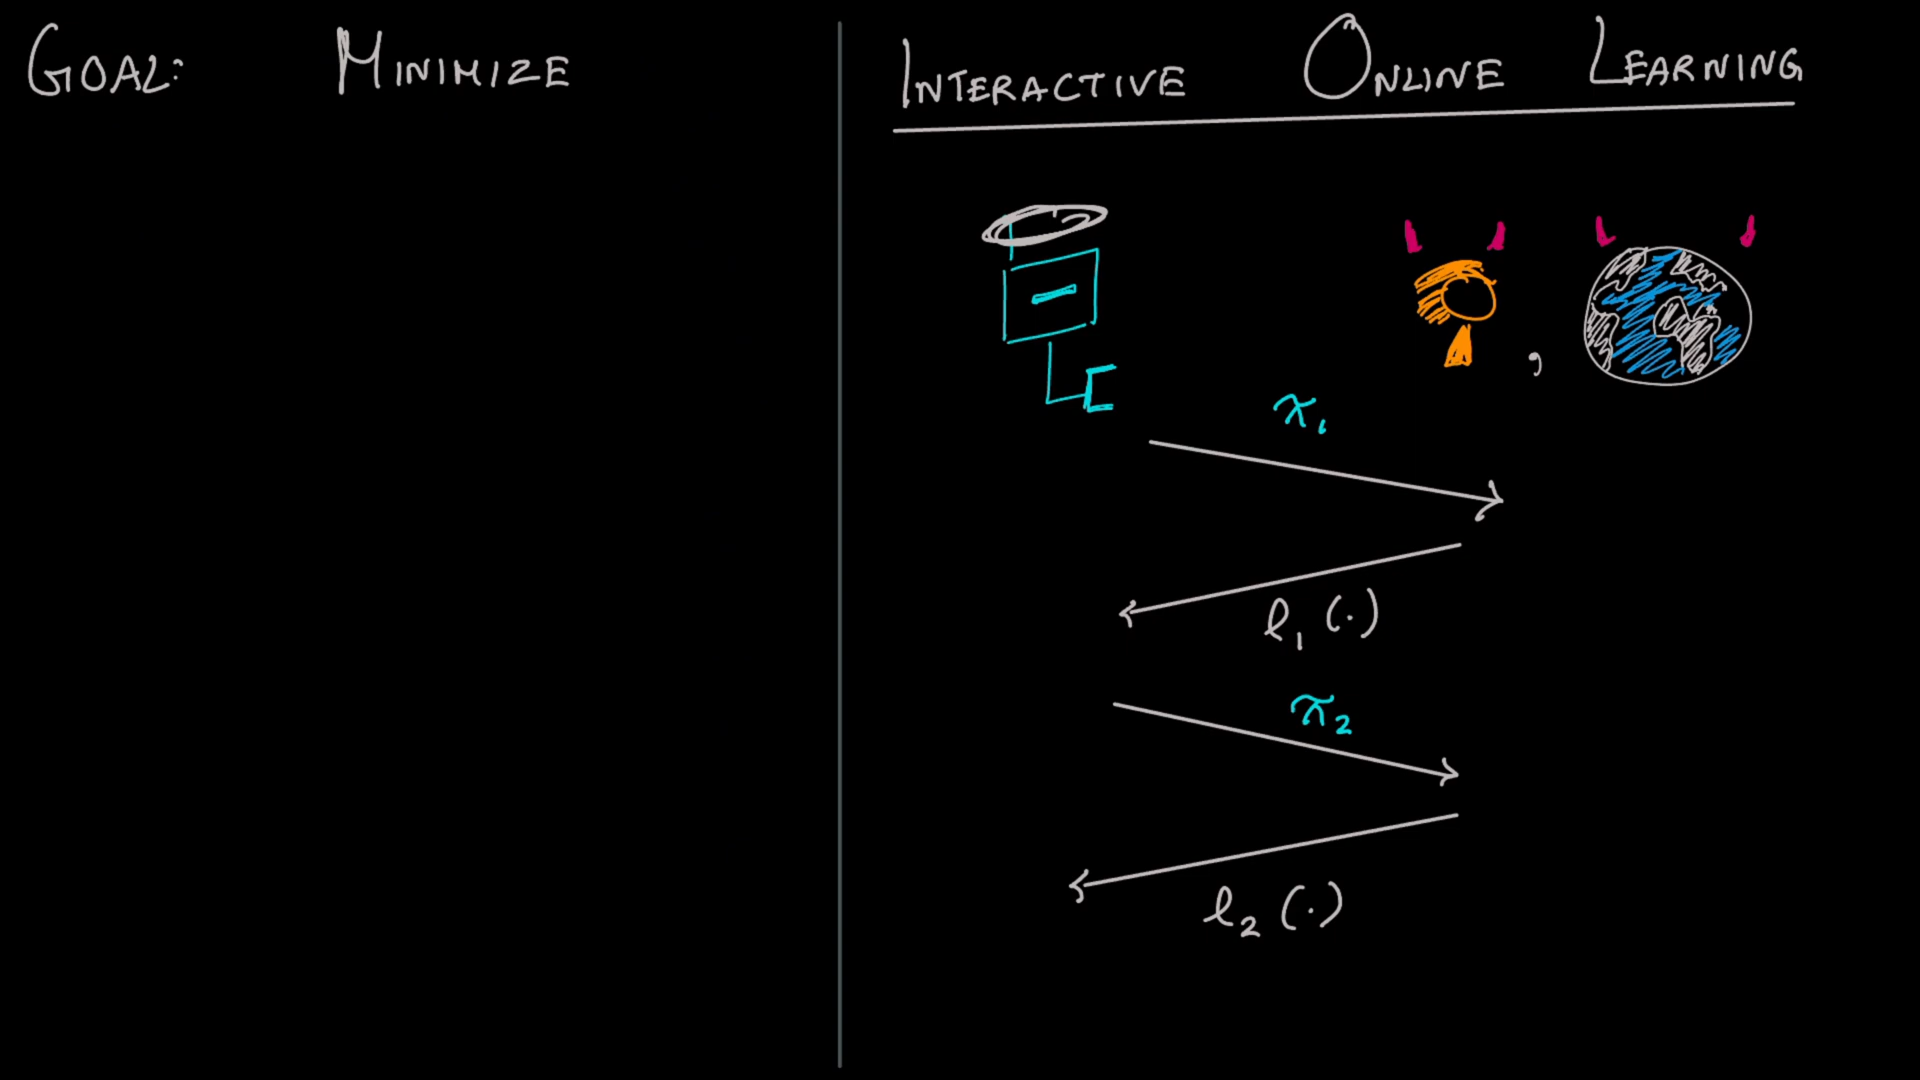 GOAL: MINIMIZE
INTERACTIVE ONLINE LEARNING
,
π₁
ℓ₁(·)
π₂
ℓ₂(·)